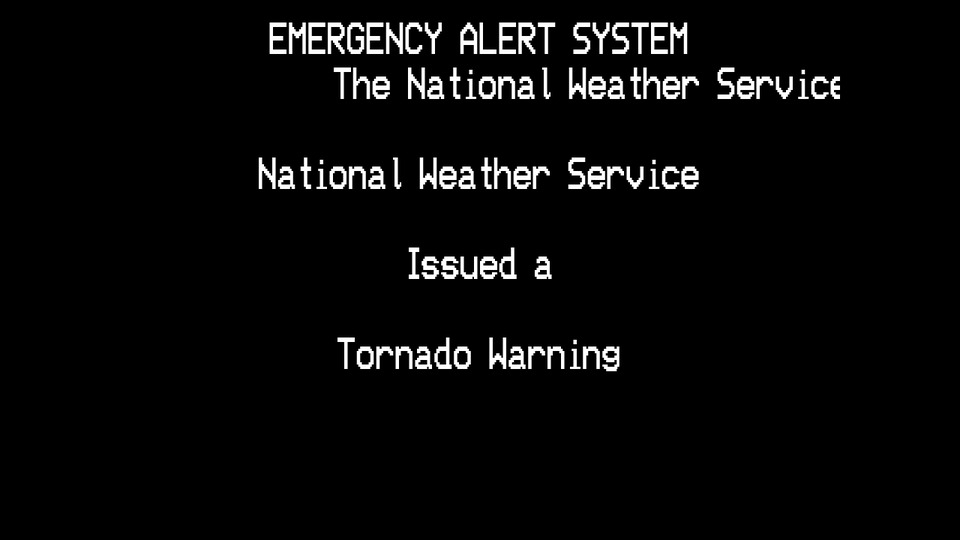 EMERGENCY ALERT SYSTEM
The National Weather Service
National Weather Service
Issued a
Tornado Warning